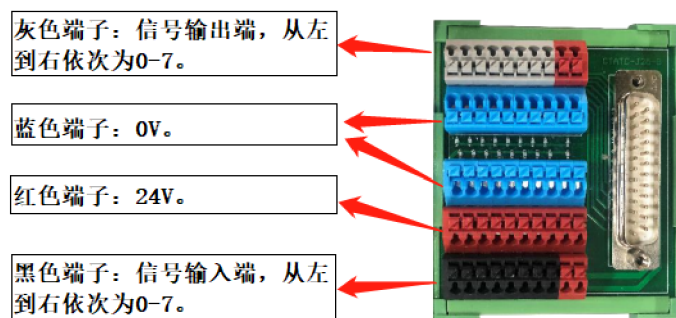 灰色端子：信号输出端，从左
到右依次为0-7。
蓝色端子：0V。
红色端子：24V。
黑色端子：信号输入端，从左
到右依次为0-7。